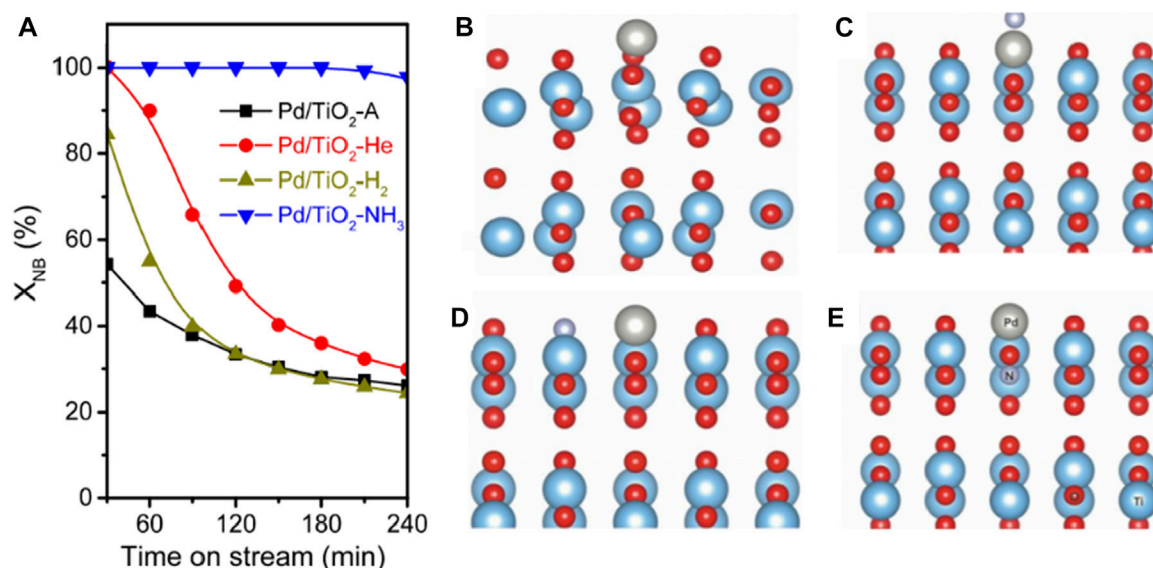 A
X_NB (%)
100
80
60
40
20
0
60
120
180
240
Time on stream (min)
Pd/TiO₂-A
Pd/TiO₂-He
Pd/TiO₂-H₂
Pd/TiO₂-NH₃
B
C
D
E
Pd
N
Ti